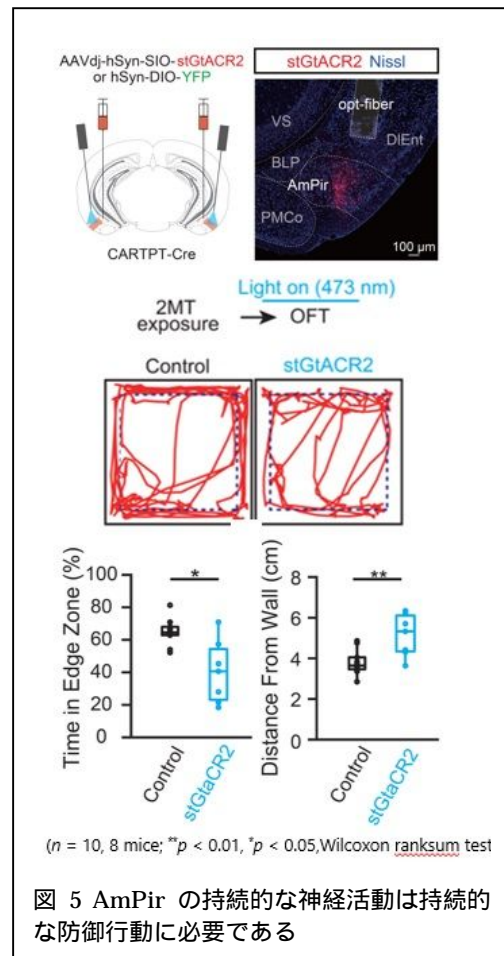 AAVdj-hSyn-SIO-stGtACR2
or hSyn-DIO-YFP
stGtACR2 Nissl
opt-fiber
VS
DIEnt
BLP
AmPir
PMCo
100 µm
CARTPT-Cre
Light on (473 nm)
2MT
exposure
OFT
Control
stGtACR2
Time in Edge Zone (%)
100
80
60
40
20
0
*
Control
stGtaCR2
Distance From Wall (cm)
8
6
4
2
0
**
Control
stGtaCR2
(n = 10, 8 mice; **p < 0.01, *p < 0.05,Wilcoxon ranksum test
図 5 AmPir の持続的な神経活動は持続的
な防御行動に必要である